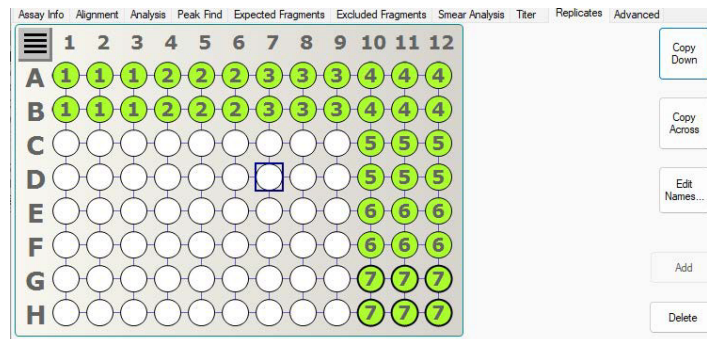 Assay Info Alignment Analysis Peak Find Expected Fragments Excluded Fragments Smear Analysis Titer Replicates Advanced
1 2 3 4 5 6 7 8 9 10 11 12
A 1 1 1 2 2 2 3 3 3 4 4 4
B 1 1 1 2 2 2 3 3 3 4 4 4
C 5 5 5
D 5 5 5
E 6 6 6
F 6 6 6
G 7 7 7
H 7 7 7
Copy
Down
Copy
Across
Edit
Names...
Add
Delete